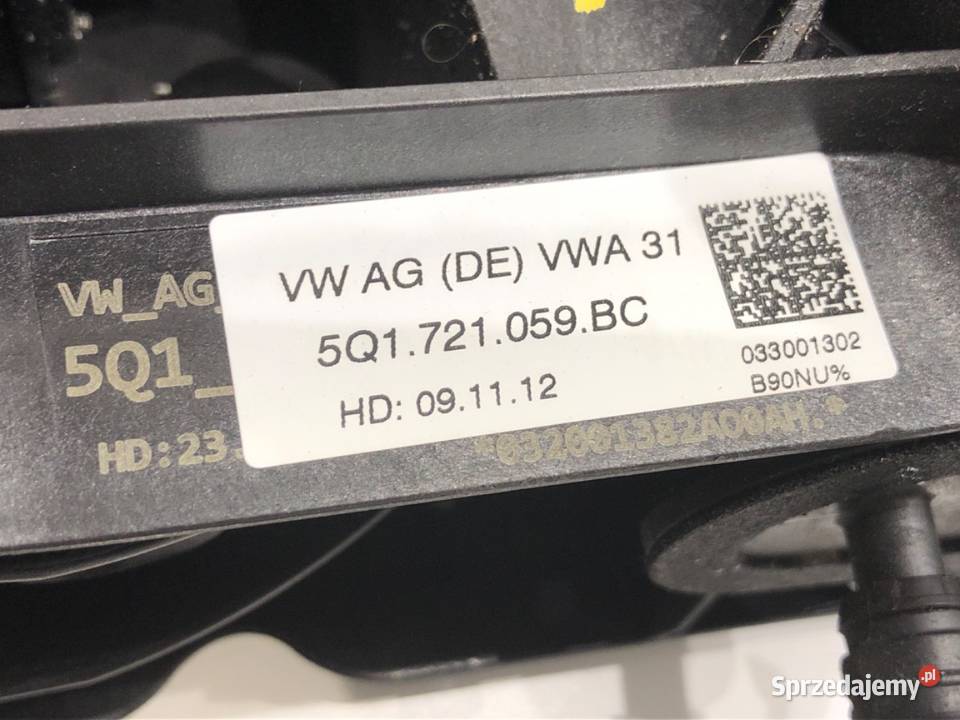 VW AG (DE) VWA 31
5Q1.721.059.BC
HD: 09.11.12
033001302
B90NU%
VW_AG
5Q1_
HD:23.
Sprzedajemy.pl